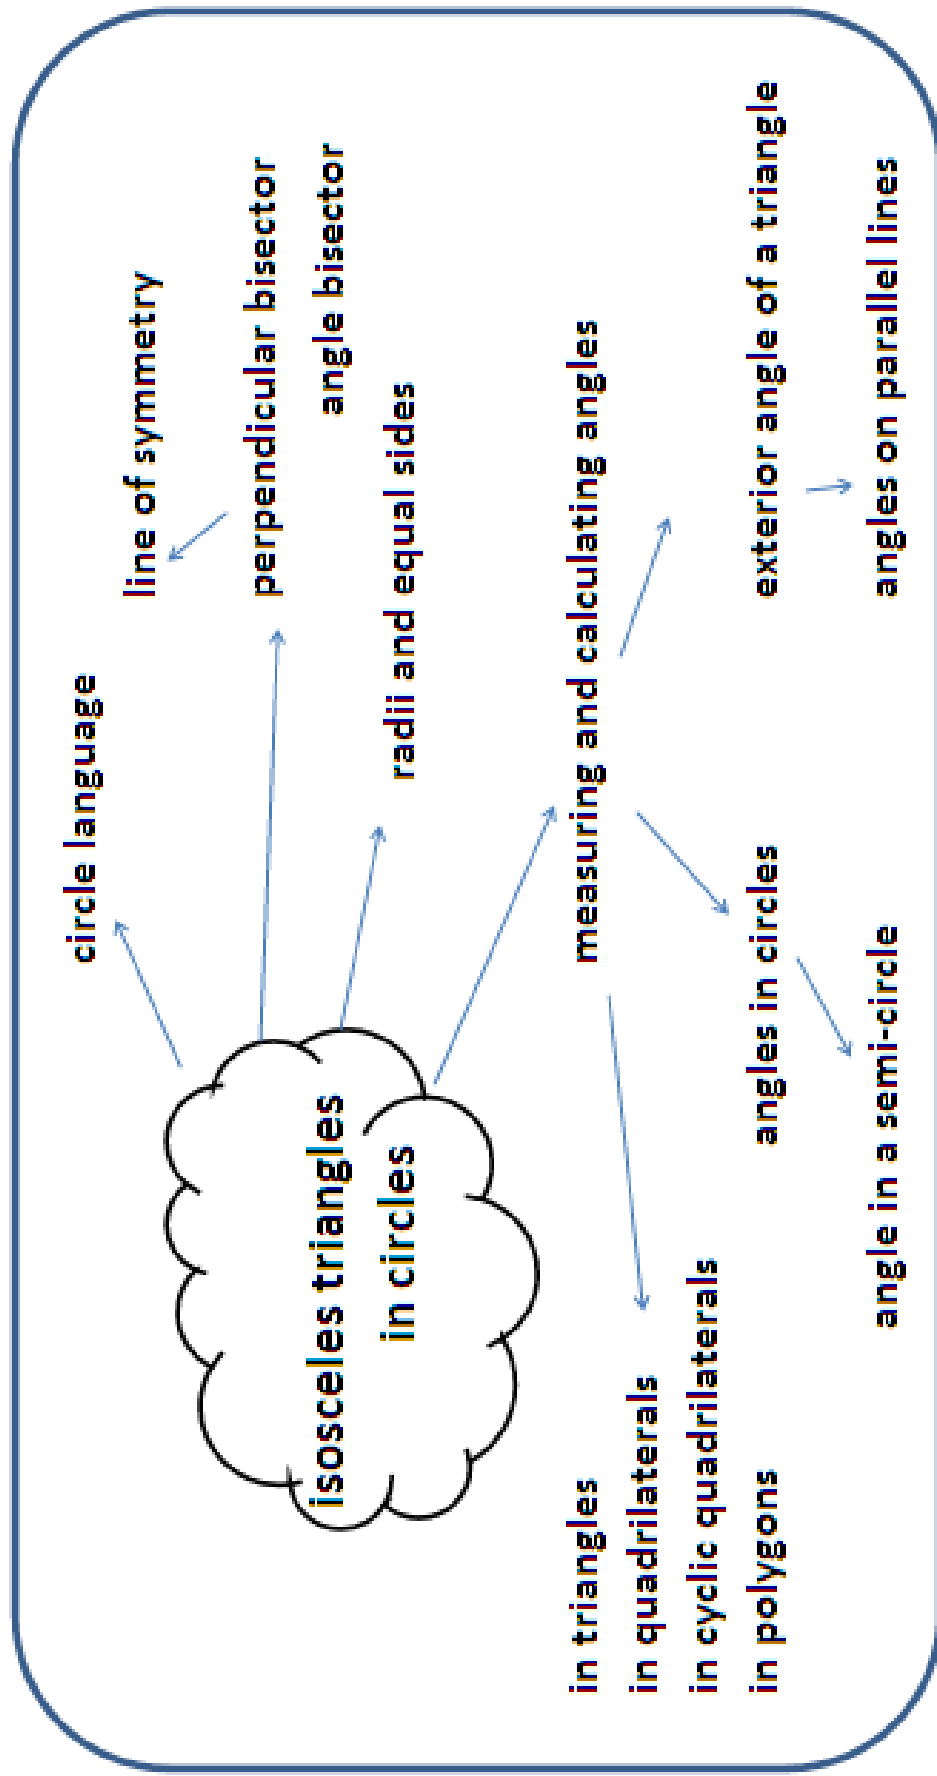 circle language
line of symmetry
perpendicular bisector
angle bisector
isosceles triangles
in circles
radii and equal sides
measuring and calculating angles
in triangles
in quadrilaterals
in cyclic quadrilaterals
in polygons
angles in circles
angle in a semi-circle
exterior angle of a triangle
angles on parallel lines